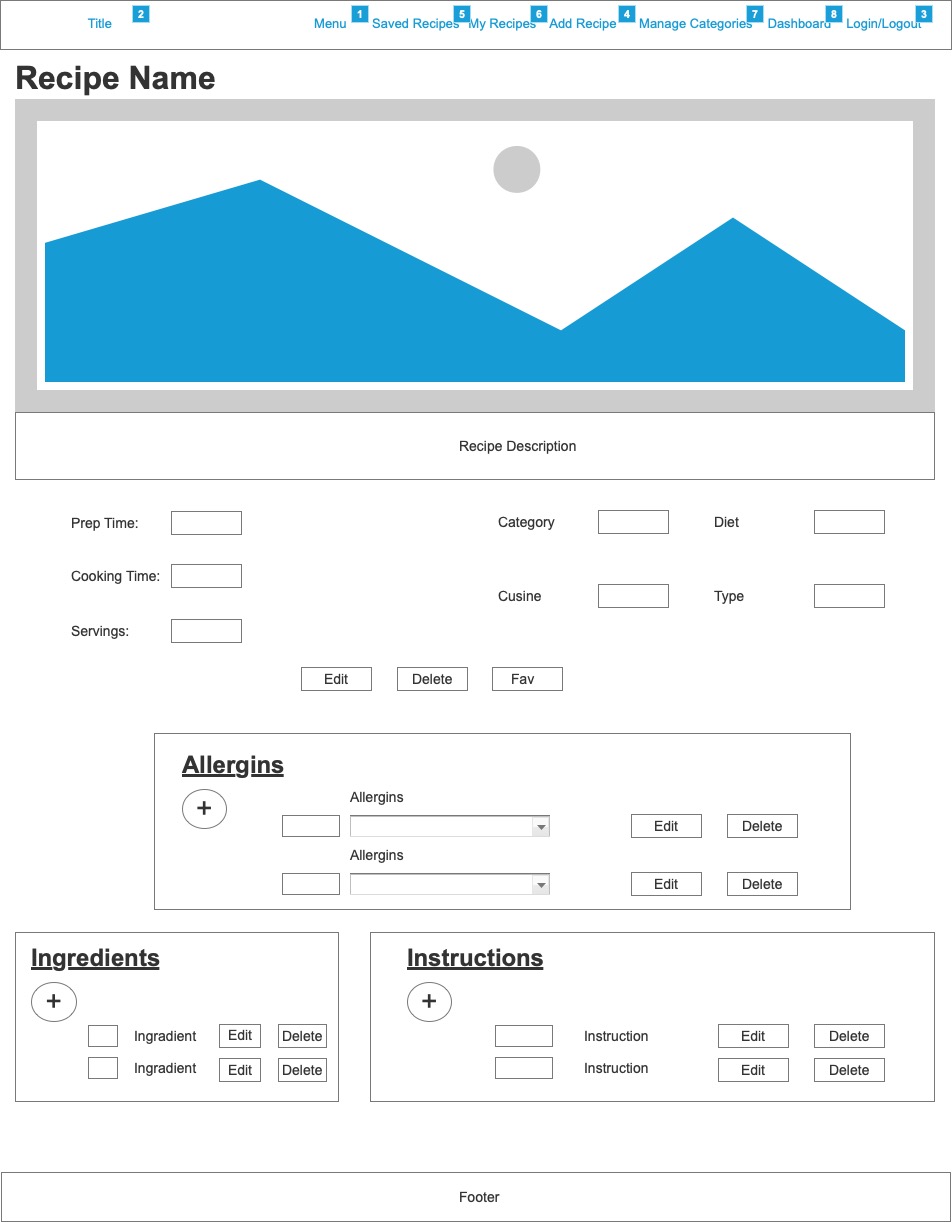 Title 2 Menu 1 Saved Recipes 5 My Recipes 6 Add Recipe 4 Manage Categories 7 Dashboard 8 Login/Logout 3
Recipe Name
Recipe Description
Prep Time: Category Diet
Cooking Time: Cusine Type
Servings:
Edit Delete Fav
Allergins
+ Allergins
Edit Delete
Allergins
Edit Delete
Ingredients
+
Ingradient Edit Delete
Ingradient Edit Delete
Instructions
+
Instruction Edit Delete
Instruction Edit Delete
Footer